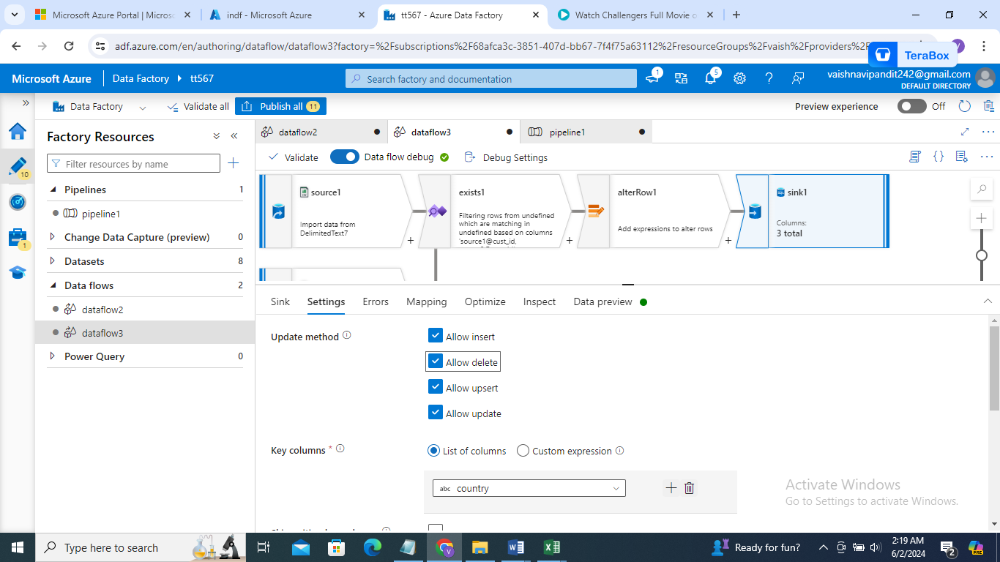 Microsoft Azure Portal | Micros
indf - Microsoft Azure
tt567 - Azure Data Factory
Watch Challengers Full Movie o
adf.azure.com/en/authoring/dataflow/dataflow3?factory=%2Fsubscriptions%2F68afca3c-3851-407d-bb67-7f4f75a63112%2FresourceGroups%2Fvaish%2Fproviders%2F
TeraBox
Microsoft Azure
Data Factory
tt567
Search factory and documentation
1
5
vaishnavipandit242@gmail.com
DEFAULT DIRECTORY
Data Factory
Validate all
Publish all 11
Preview experience
Off
10
1
Factory Resources
Filter resources by name
Pipelines 1
pipeline1
Change Data Capture (preview) 0
Datasets 8
Data flows 2
dataflow2
dataflow3
Power Query 0
dataflow2
dataflow3
pipeline1
Validate
Data flow debug
Debug Settings
source1
Import data from
DelimitedText7
exists1
Filtering rows from undefined
which are matching in
undefined based on columns
'source1@cust_id,
alterRow1
Add expressions to alter rows
sink1
Columns:
3 total
Sink
Settings
Errors
Mapping
Optimize
Inspect
Data preview
Update method
Allow insert
Allow delete
Allow upsert
Allow update
Key columns *
List of columns
Custom expression
abc country
Activate Windows
Go to Settings to activate Windows.
Type here to search
Ready for fun?
2:19 AM
6/2/2024
2
PRE